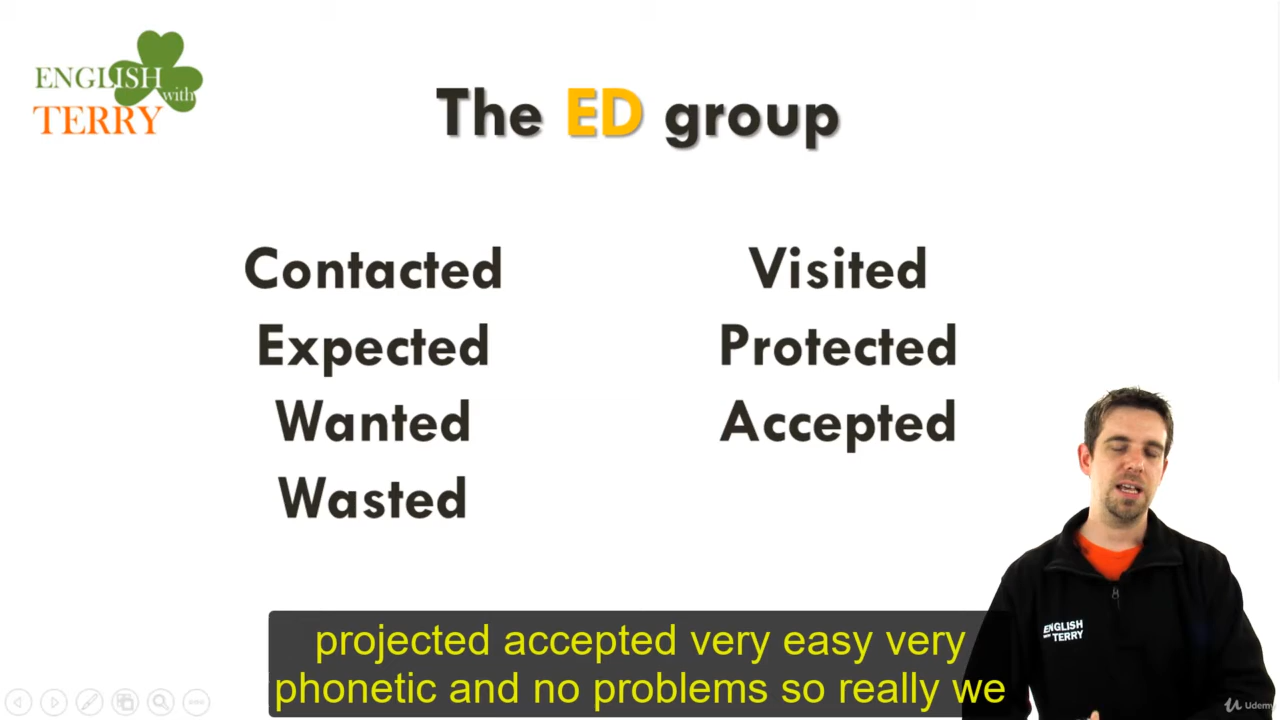 ENGLISH
with
TERRY
The ED group
Contacted
Expected
Wanted
Wasted
Visited
Protected
Accepted
ENGLISH
WITH TERRY
projected accepted very easy very
phonetic and no problems so really we
Udemy